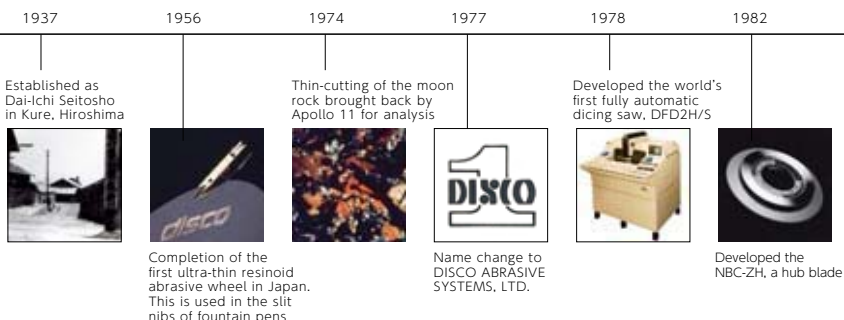 1937
1956
1974
1977
1978
1982
Established as
Dai-Ichi Seitosho
in Kure, Hiroshima
disco
Completion of the
first ultra-thin resinoid
abrasive wheel in Japan.
This is used in the slit
nibs of fountain pens
Thin-cutting of the moon
rock brought back by
Apollo 11 for analysis
1
DISCO
Name change to
DISCO ABRASIVE
SYSTEMS, LTD.
Developed the world's
first fully automatic
dicing saw, DFD2H/S
Developed the
NBC-ZH, a hub blade